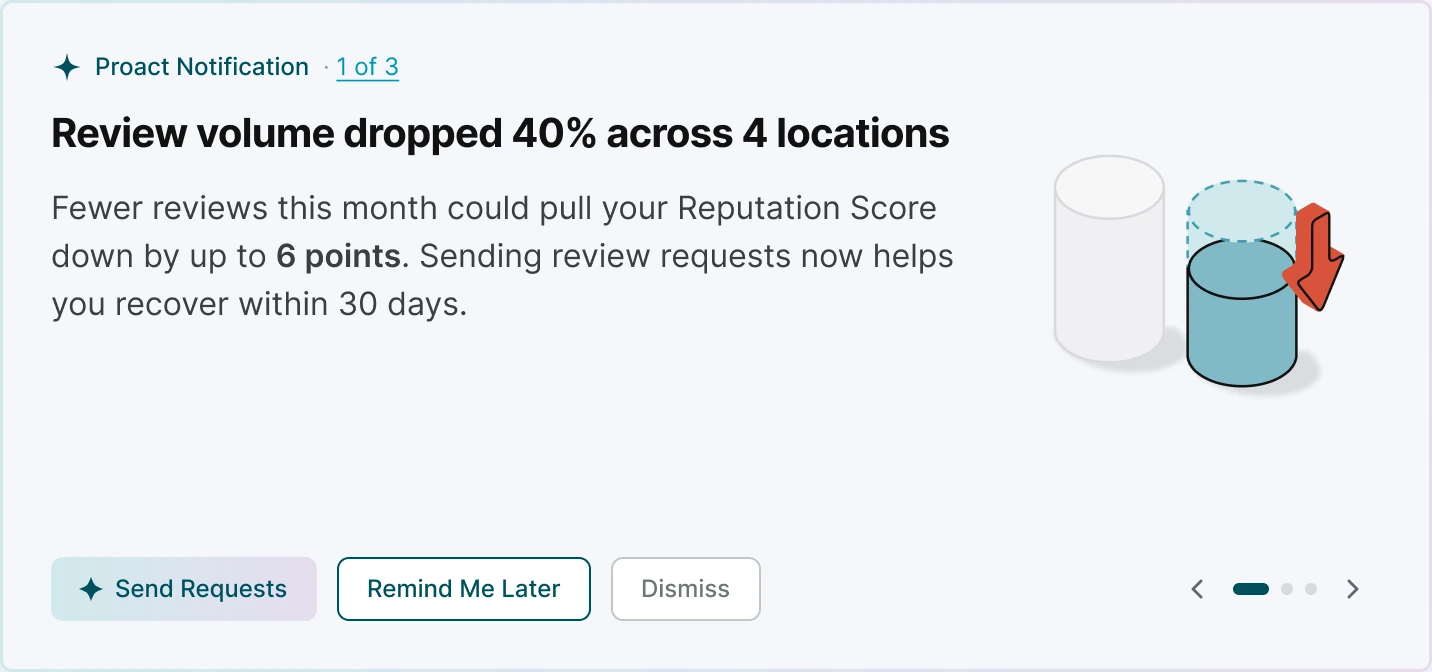 Proact Notification · 1 of 3
Review volume dropped 40% across 4 locations
Fewer reviews this month could pull your Reputation Score
down by up to 6 points. Sending review requests now helps
you recover within 30 days.
Send Requests
Remind Me Later
Dismiss